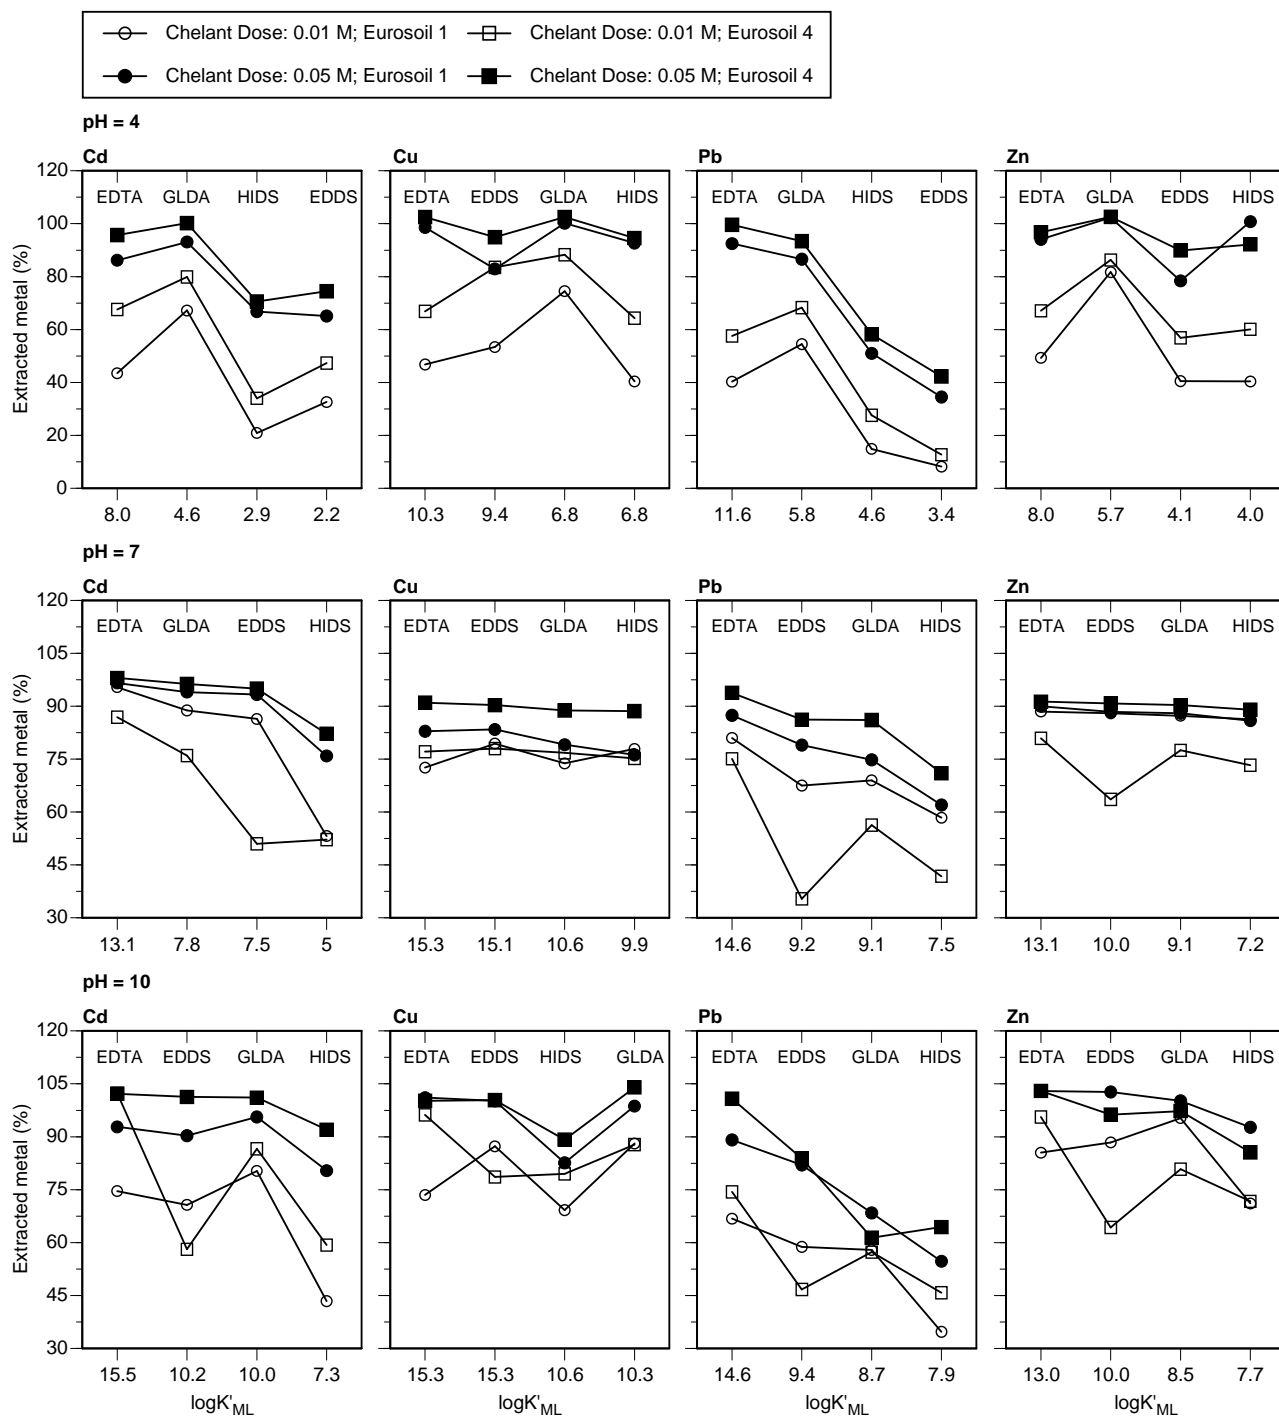 Chelant Dose: 0.01 M; Eurosoil 1 Chelant Dose: 0.01 M; Eurosoil 4
Chelant Dose: 0.05 M; Eurosoil 1 Chelant Dose: 0.05 M; Eurosoil 4
pH = 4
Cd Cu Pb Zn
120
100
80
60
40
20
0
Extracted metal (%)
EDTA GLDA HIDS EDDS
EDTA EDDS GLDA HIDS
EDTA GLDA HIDS EDDS
EDTA GLDA EDDS HIDS
8.0 4.6 2.9 2.2
10.3 9.4 6.8 6.8
11.6 5.8 4.6 3.4
8.0 5.7 4.1 4.0
pH = 7
Cd Cu Pb Zn
120
105
90
75
60
45
30
Extracted metal (%)
EDTA GLDA EDDS HIDS
EDTA EDDS GLDA HIDS
EDTA EDDS GLDA HIDS
EDTA EDDS GLDA HIDS
13.1 7.8 7.5 5
15.3 15.1 10.6 9.9
14.6 9.2 9.1 7.5
13.1 10.0 9.1 7.2
pH = 10
Cd Cu Pb Zn
120
105
90
75
60
45
30
Extracted metal (%)
EDTA EDDS GLDA HIDS
EDTA EDDS HIDS GLDA
EDTA EDDS GLDA HIDS
EDTA EDDS GLDA HIDS
15.5 10.2 10.0 7.3
15.3 15.3 10.6 10.3
14.6 9.4 8.7 7.9
13.0 10.0 8.5 7.7
logK'ML logK'ML logK'ML logK'ML